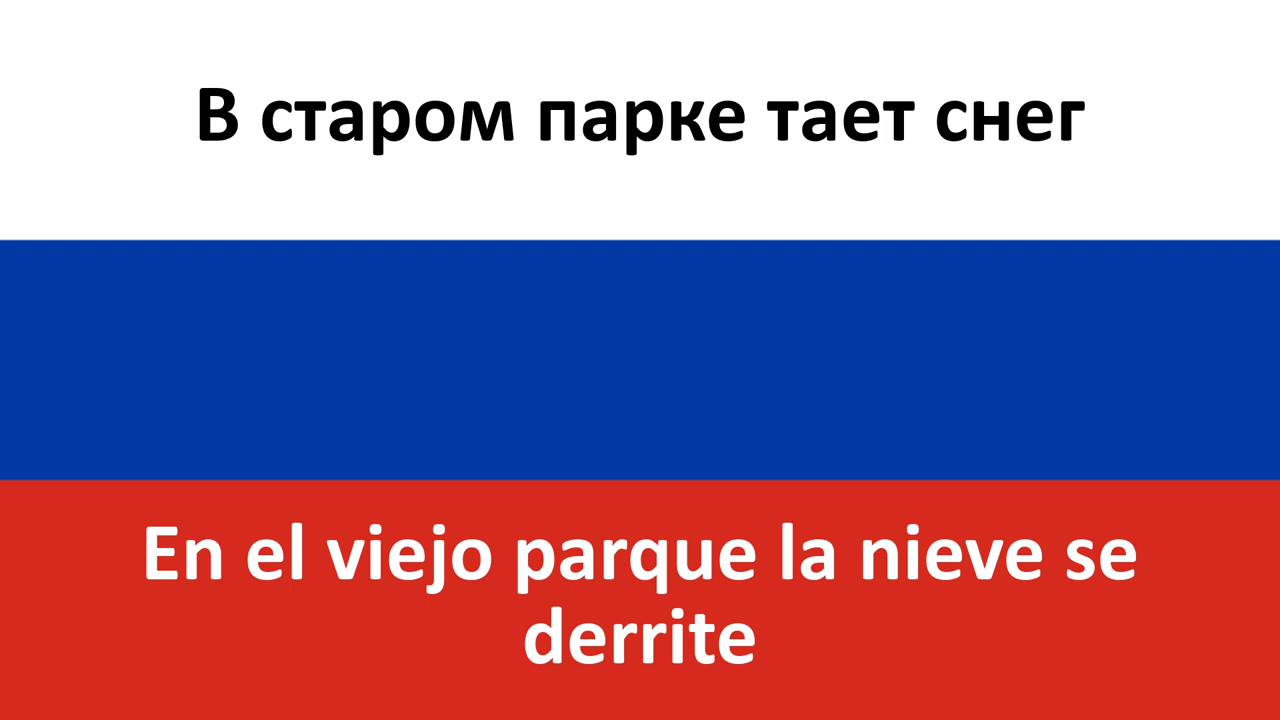 В старом парке тает снег
En el viejo parque la nieve se
derrite